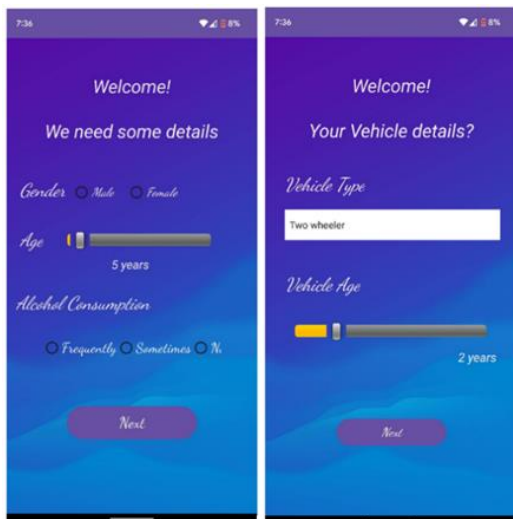 7:36
8%
Welcome!
We need some details
Gender Male Female
Age
5 years
Alcohol Consumption
Frequently Sometimes N
Next
7:36
8%
Welcome!
Your Vehicle details?
Vehicle Type
Two wheeler
Vehicle Age
2 years
Next